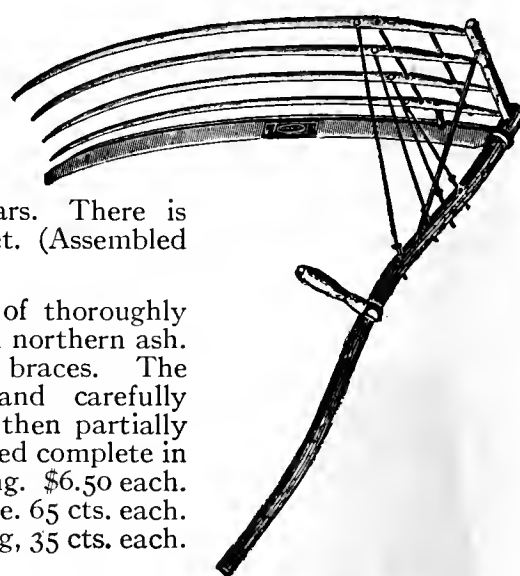 ars. There is
et. (Assembled
of thoroughly
northern ash.
braces. The
and carefully
then partially
ed complete in
g. $6.50 each.
e. 65 cts. each.
g, 35 cts. each.